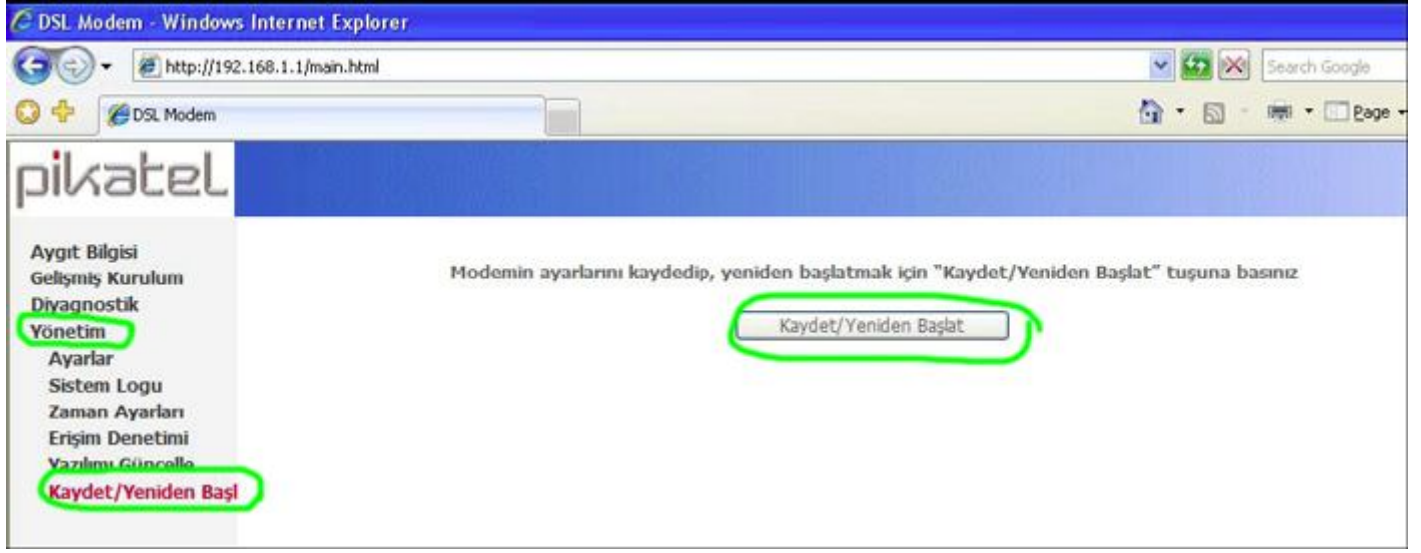 DSL Modem - Windows Internet Explorer
http://192.168.1.1/main.html
Search Google
DSL Modem
Page
pikatel
Aygıt Bilgisi
Gelişmiş Kurulum
Diyagnostik
Yönetim
Ayarlar
Sistem Logu
Zaman Ayarları
Erişim Denetimi
Yazılımı Güncelle
Kaydet/Yeniden Başl
Modemin ayarlarını kaydedip, yeniden başlatmak için "Kaydet/Yeniden Başlat" tuşuna basınız
Kaydet/Yeniden Başlat